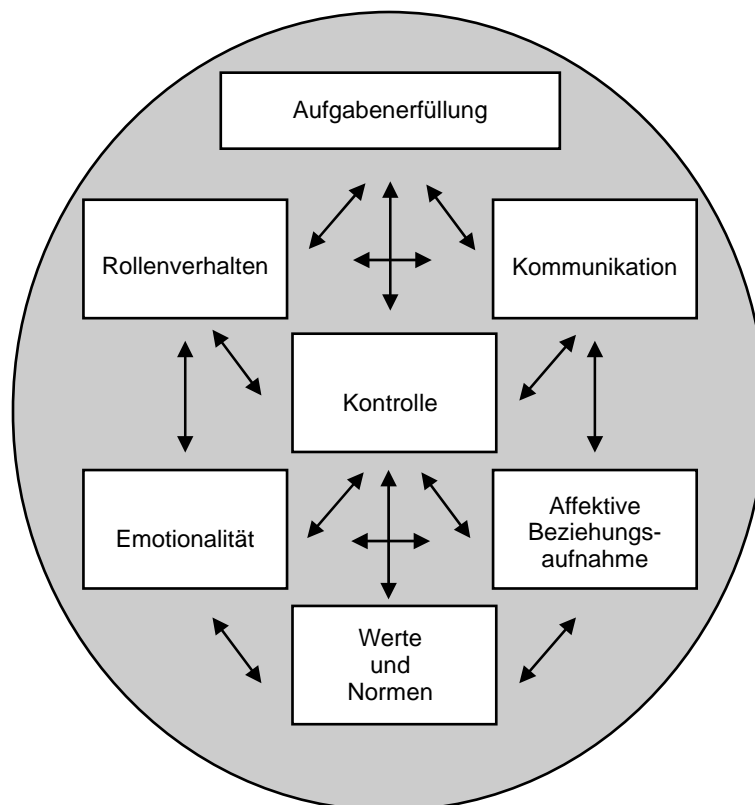 Aufgabenerfüllung
Rollenverhalten
Kommunikation
Kontrolle
Emotionalität
Affektive
Beziehungs-
aufnahme
Werte
und
Normen